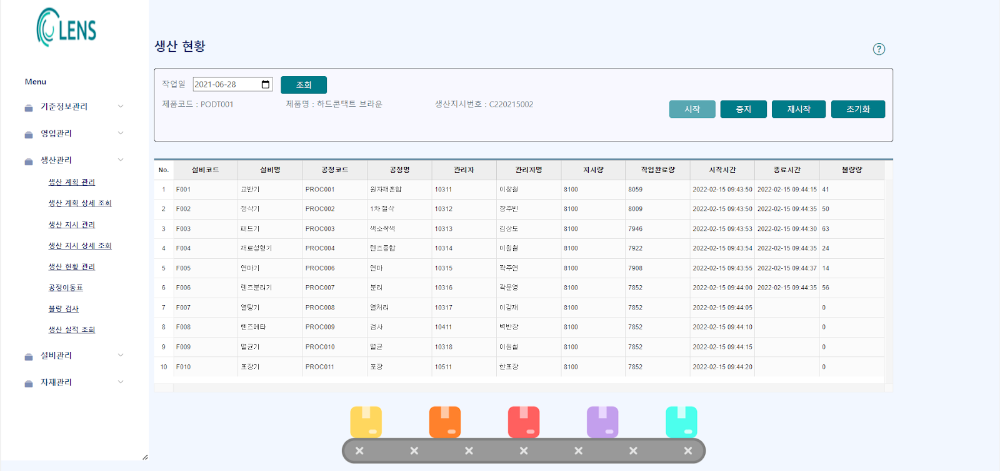 LENS
Menu
기준정보관리
영업관리
생산관리
생산 계획 관리
생산 계획 상세 조회
생산 지시 관리
생산 지시 상세 조회
생산 현황 관리
공정이동표
불량 검사
생산 실적 조회
설비관리
자재관리
생산 현황
?
작업일 2021-06-28 조회
제품코드 : PODT001 제품명 : 하드콘택트 브라운 생산지시번호 : C220215002
시작 중지 재시작 초기화
No. 설비코드 설비명 공정코드 공정명 관리자 관리자명 지시량 작업완료량 시작시간 종료시간 불량량
1 F001 교반기 PROC001 원자재혼합 10311 이창철 8100 8059 2022-02-15 09:43:50 2022-02-15 09:44:15 41
2 F002 정삭기 PROC002 1차절삭 10312 장주빈 8100 8009 2022-02-15 09:43:50 2022-02-15 09:44:35 50
3 F003 패드기 PROC003 색소착색 10313 김상도 8100 7946 2022-02-15 09:43:53 2022-02-15 09:44:30 63
4 F004 재료성형기 PROC004 렌즈중합 10314 이원철 8100 7922 2022-02-15 09:43:54 2022-02-15 09:44:35 24
5 F005 연마기 PROC006 연마 10315 곽주연 8100 7908 2022-02-15 09:43:55 2022-02-15 09:44:37 14
6 F006 렌즈분리기 PROC007 분리 10316 곽문영 8100 7852 2022-02-15 09:44:00 2022-02-15 09:44:35 56
7 F007 열탕기 PROC008 열처리 10317 이강재 8100 7852 2022-02-15 09:44:05 0
8 F008 렌즈메타 PROC009 검사 10411 벽반장 8100 7852 2022-02-15 09:44:10 0
9 F009 멸균기 PROC010 멸균 10318 이원철 8100 7852 2022-02-15 09:44:15 0
10 F010 포장기 PROC011 포장 10511 한포장 8100 7852 2022-02-15 09:44:20 0